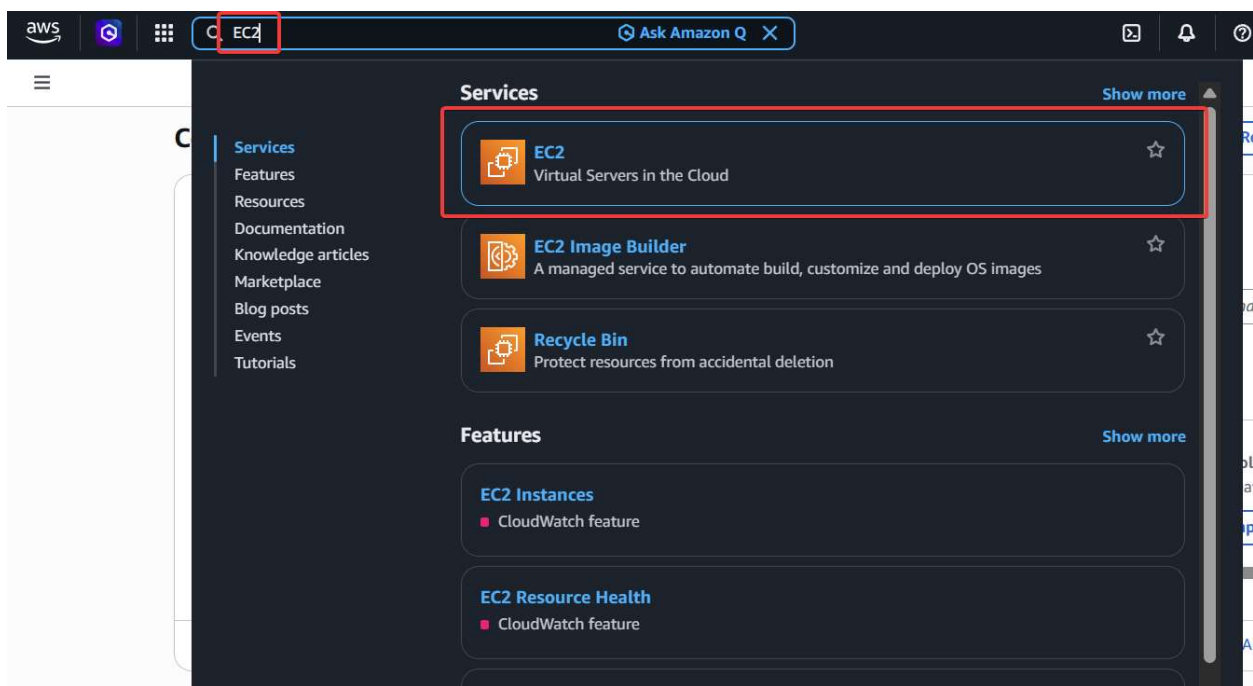 aws
EC2
Ask Amazon Q
Services
Show more
Services
Features
Resources
Documentation
Knowledge articles
Marketplace
Blog posts
Events
Tutorials
EC2
Virtual Servers in the Cloud
EC2 Image Builder
A managed service to automate build, customize and deploy OS images
Recycle Bin
Protect resources from accidental deletion
Features
Show more
EC2 Instances
CloudWatch feature
EC2 Resource Health
CloudWatch feature